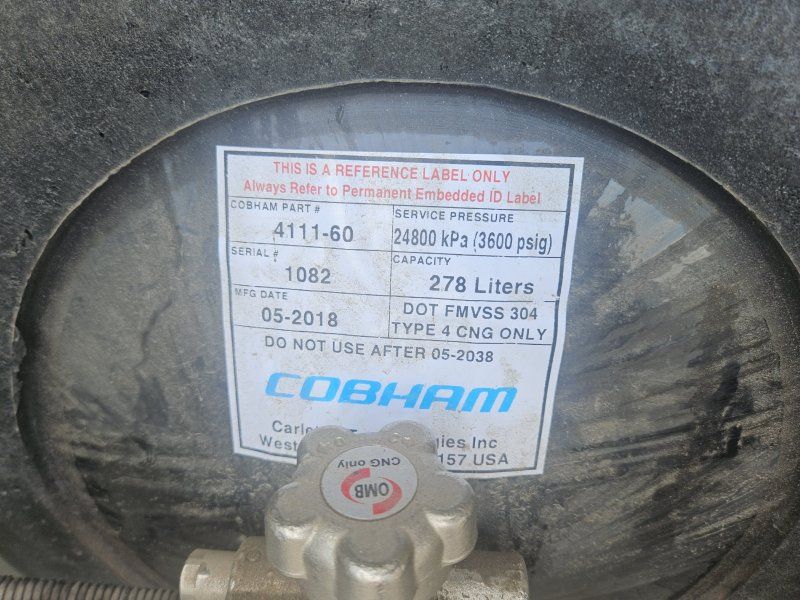 THIS IS A REFERENCE LABEL ONLY
Always Refer to Permanent Embedded ID Label
COBHAM PART #
4111-60
SERVICE PRESSURE
24800 kPa (3600 psig)
SERIAL #
1082
CAPACITY
278 Liters
MFG DATE
05-2018
DOT FMVSS 304
TYPE 4 CNG ONLY
DO NOT USE AFTER 05-2038
COBHAM
Inc
157 USA
OMB
CNG only